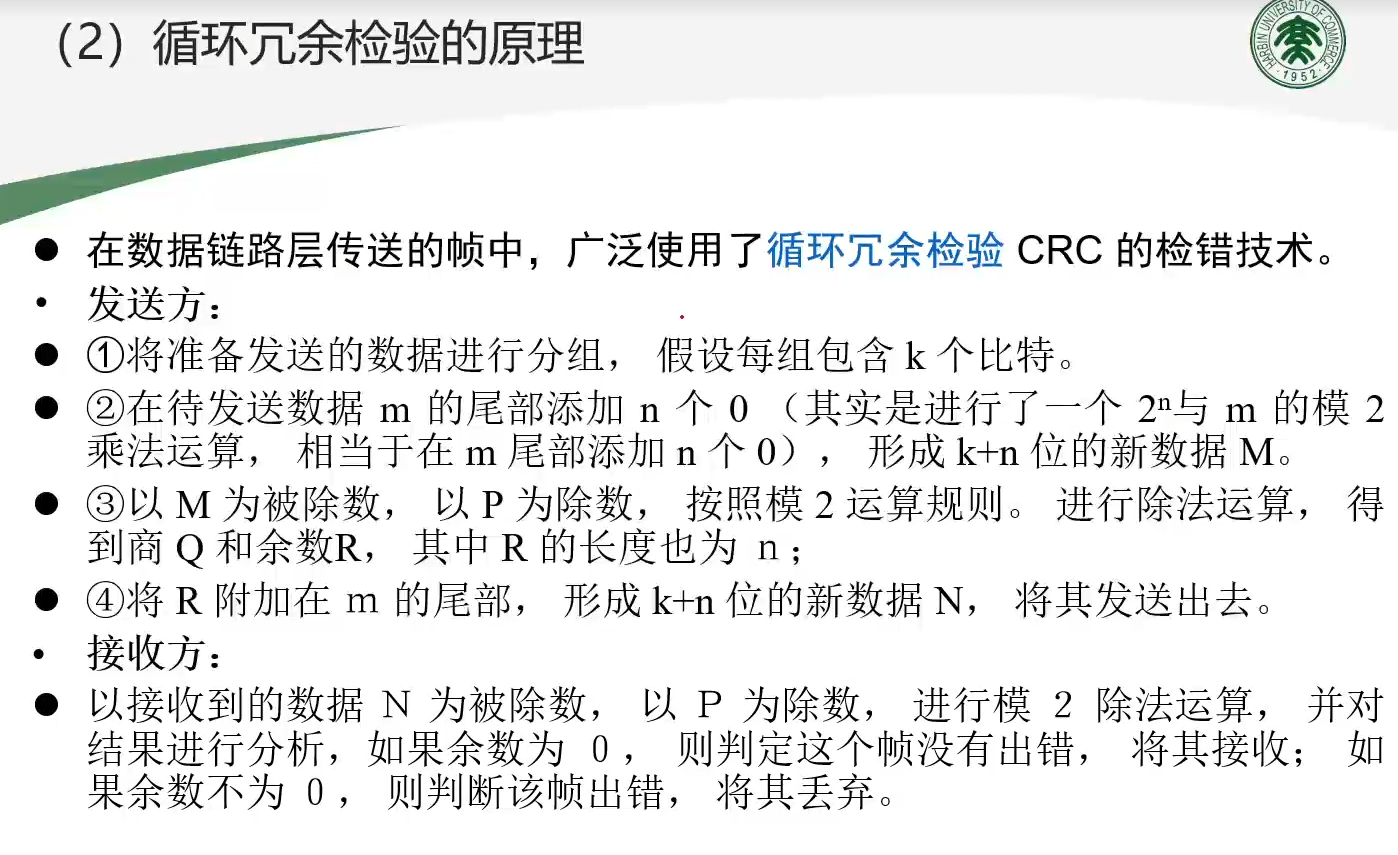 （2）循环冗余检验的原理
HARBIN UNIVERSITY OF COMMERCE
·1952·
● 在数据链路层传送的帧中，广泛使用了循环冗余检验 CRC 的检错技术。
• 发送方：
● ①将准备发送的数据进行分组， 假设每组包含 k 个比特。
● ②在待发送数据 m 的尾部添加 n 个 0 （其实是进行了一个 2ⁿ与 m 的模 2
乘法运算， 相当于在 m 尾部添加 n 个 0）， 形成 k+n 位的新数据 M。
● ③以 M 为被除数， 以 P 为除数， 按照模 2 运算规则。 进行除法运算， 得
到商 Q 和余数R， 其中 R 的长度也为 ｎ；
● ④将 R 附加在 ｍ 的尾部， 形成 k+n 位的新数据 N， 将其发送出去。
• 接收方：
● 以接收到的数据 Ｎ 为被除数， 以 Ｐ 为除数， 进行模 ２ 除法运算， 并对
结果进行分析，如果余数为 ０， 则判定这个帧没有出错， 将其接收； 如
果余数不为 ０， 则判断该帧出错， 将其丢弃。